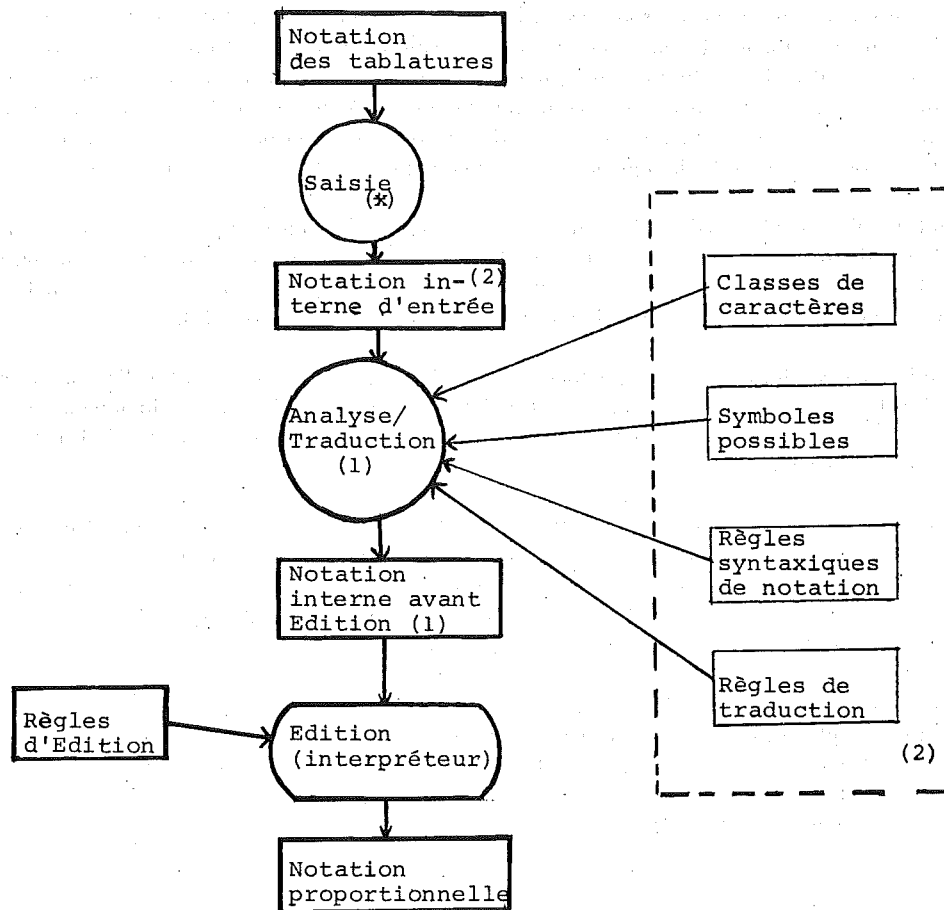 Notation
des tablatures
Saisie
(*)
Notation in-(2)
terne d'entrée
Classes de
caractères
Analyse/
Traduction
(1)
Symboles
possibles
Règles
syntaxiques
de notation
Notation
interne avant
Edition (1)
Règles de
traduction
(2)
Règles
d'Edition
Edition
(interpréteur)
Notation
proportionnelle